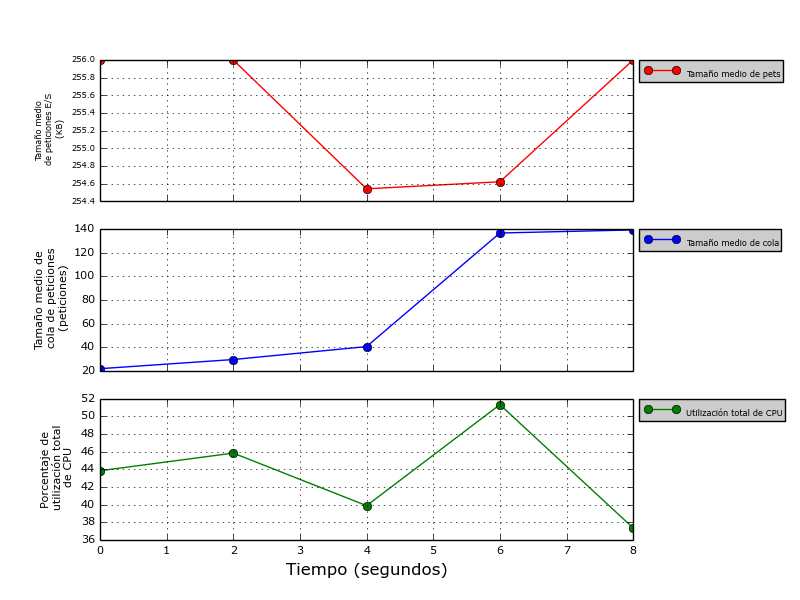 256.0
255.8
255.6
255.4
255.2
255.0
254.8
254.6
254.4
Tamaño medio
de peticiones E/S
(KB)
Tamaño medio de pets
140
120
100
80
60
40
20
Tamaño medio de
cola de peticiones
(peticiones)
Tamaño medio de cola
52
50
48
46
44
42
40
38
36
Porcentaje de
utilización total
de CPU
Utilización total de CPU
0 1 2 3 4 5 6 7 8
Tiempo (segundos)